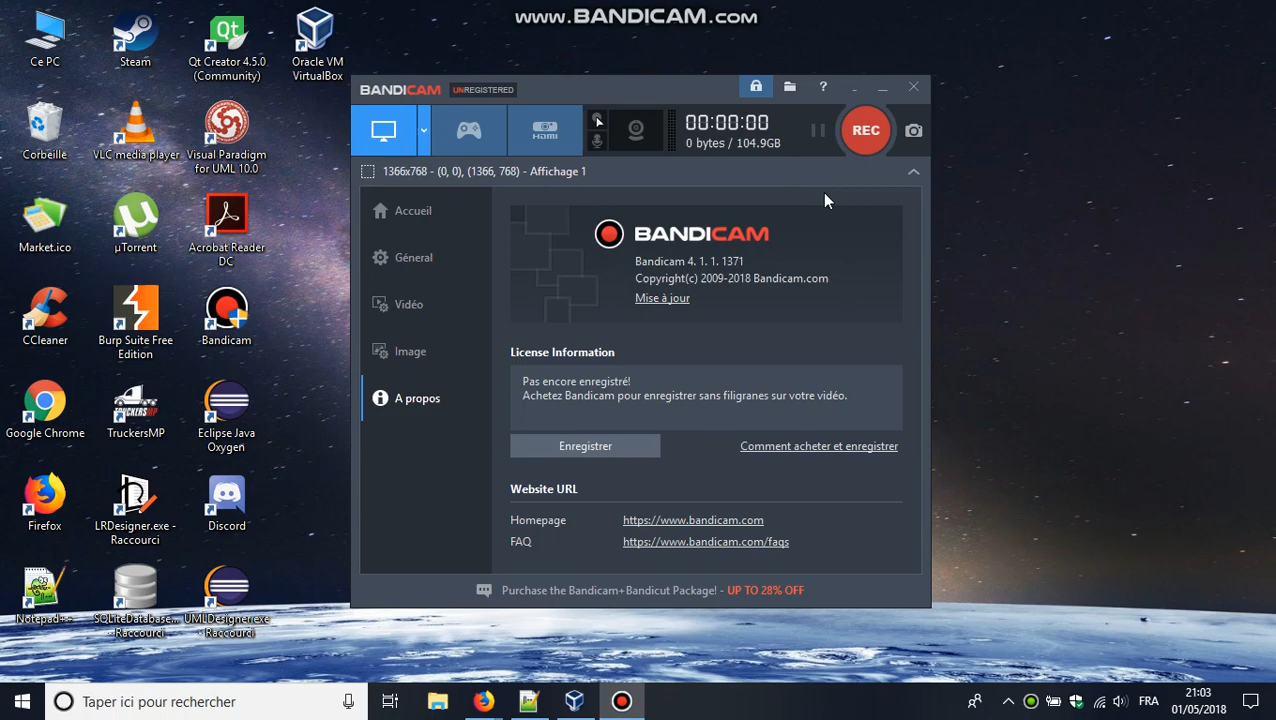 www.BANDICAM.com
Ce PC
Steam
Qt Creator 4.5.0
(Community)
Oracle VM
VirtualBox
Corbeille
VLC media player
Visual Paradigm
for UML 10.0
Market.ico
µTorrent
Acrobat Reader
DC
CCleaner
Burp Suite Free
Edition
Bandicam
Google Chrome
TruckersMP
Eclipse Java
Oxygen
Firefox
LRDesigner.exe -
Raccourci
Discord
Notepad++
SQLiteDatabase...
- Raccourci
UMLDesigner.exe
- Raccourci
BANDICAM UNREGISTERED
?
HDMI
00:00:00
0 bytes / 104.9GB
REC
1366x768 - (0, 0), (1366, 768) - Affichage 1
Accueil
Géneral
Vidéo
Image
A propos
BANDICAM
Bandicam 4. 1. 1. 1371
Copyright(c) 2009-2018 Bandicam.com
Mise à jour
License Information
Pas encore enregistré!
Achetez Bandicam pour enregistrer sans filigranes sur votre vidéo.
Enregistrer
Comment acheter et enregistrer
Website URL
Homepage https://www.bandicam.com
FAQ https://www.bandicam.com/faqs
Purchase the Bandicam+Bandicut Package! - UP TO 28% OFF
Taper ici pour rechercher
FRA
21:03
01/05/2018